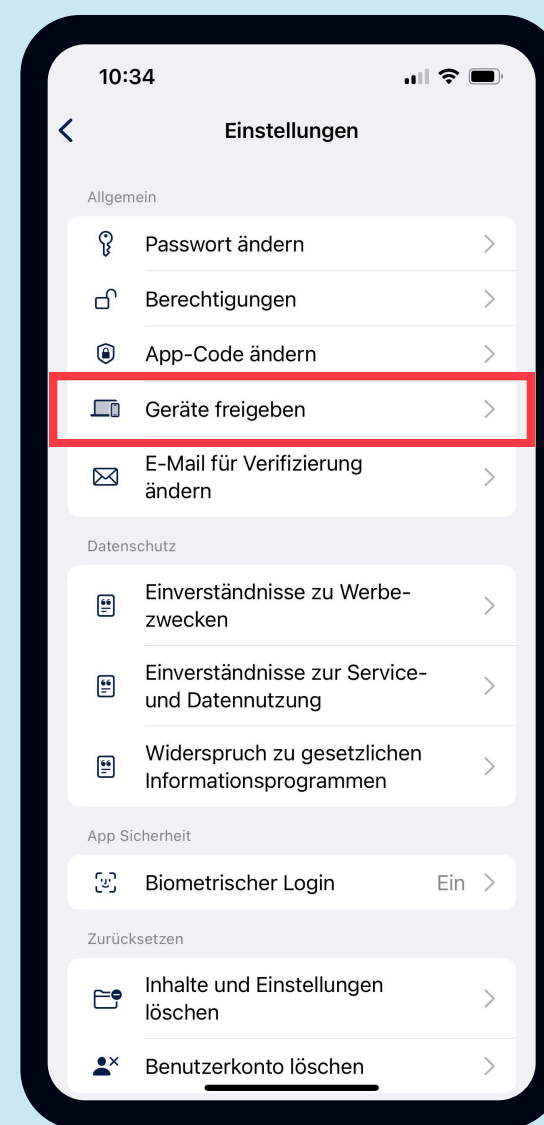 10:34
Einstellungen
Allgemein
Passwort ändern
Berechtigungen
App-Code ändern
Geräte freigeben
E-Mail für Verifizierung
ändern
Datenschutz
Einverständnisse zu Werbe-
zwecken
Einverständnisse zur Service-
und Datennutzung
Widerspruch zu gesetzlichen
Informationsprogrammen
App Sicherheit
Biometrischer Login Ein
Zurücksetzen
Inhalte und Einstellungen
löschen
Benutzerkonto löschen